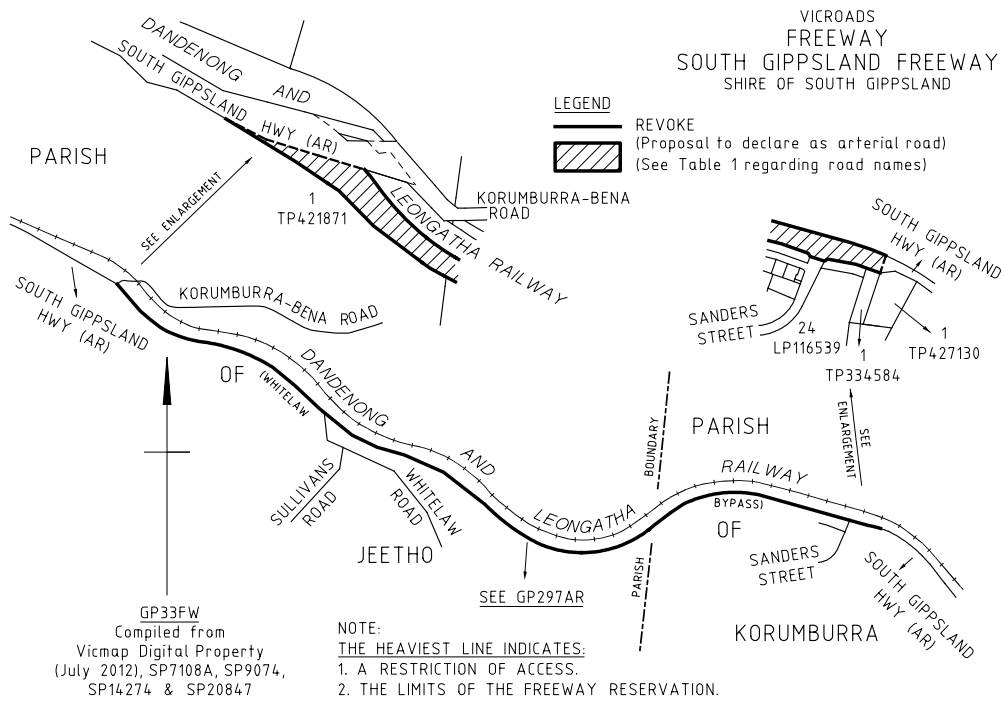 VICROADS
FREEWAY
SOUTH GIPPSLAND FREEWAY
SHIRE OF SOUTH GIPPSLAND
LEGEND
REVOKE
(Proposal to declare as arterial road)
(See Table 1 regarding road names)
DANDENONG AND
SOUTH GIPPSLAND
HWY (AR)
PARISH
SEE ENLARGEMENT
1
TP421871
LEONGATHA RAILWAY
KORUMBURRA-BENA
ROAD
SOUTH GIPPSLAND
HWY (AR)
SANDERS
STREET
24
LP116539
1
TP334584
1
TP427130
SOUTH GIPPSLAND
HWY (AR)
KORUMBURRA-BENA ROAD
OF
(WHITELAW
DANDENONG
AND
LEONGATHA
RAILWAY
BYPASS)
SULLIVANS
ROAD
WHITELAW
ROAD
JEETHO
SEE GP297AR
BOUNDARY
PARISH
PARISH
OF
KORUMBURRA
SEE
ENLARGEMENT
SANDERS
STREET
SOUTH GIPPSLAND
HWY (AR)
GP33FW
Compiled from
Vicmap Digital Property
(July 2012), SP7108A, SP9074,
SP14274 & SP20847
NOTE:
THE HEAVIEST LINE INDICATES:
1. A RESTRICTION OF ACCESS.
2. THE LIMITS OF THE FREEWAY RESERVATION.